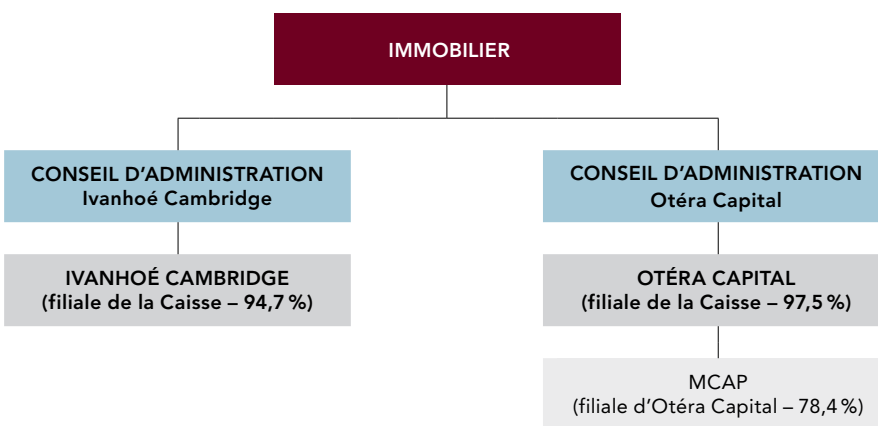 IMMOBILIER
CONSEIL D'ADMINISTRATION
Ivanhoé Cambridge
CONSEIL D'ADMINISTRATION
Otéra Capital
IVANHOÉ CAMBRIDGE
(filiale de la Caisse – 94,7 %)
OTÉRA CAPITAL
(filiale de la Caisse – 97,5 %)
MCAP
(filiale d'Otéra Capital – 78,4 %)